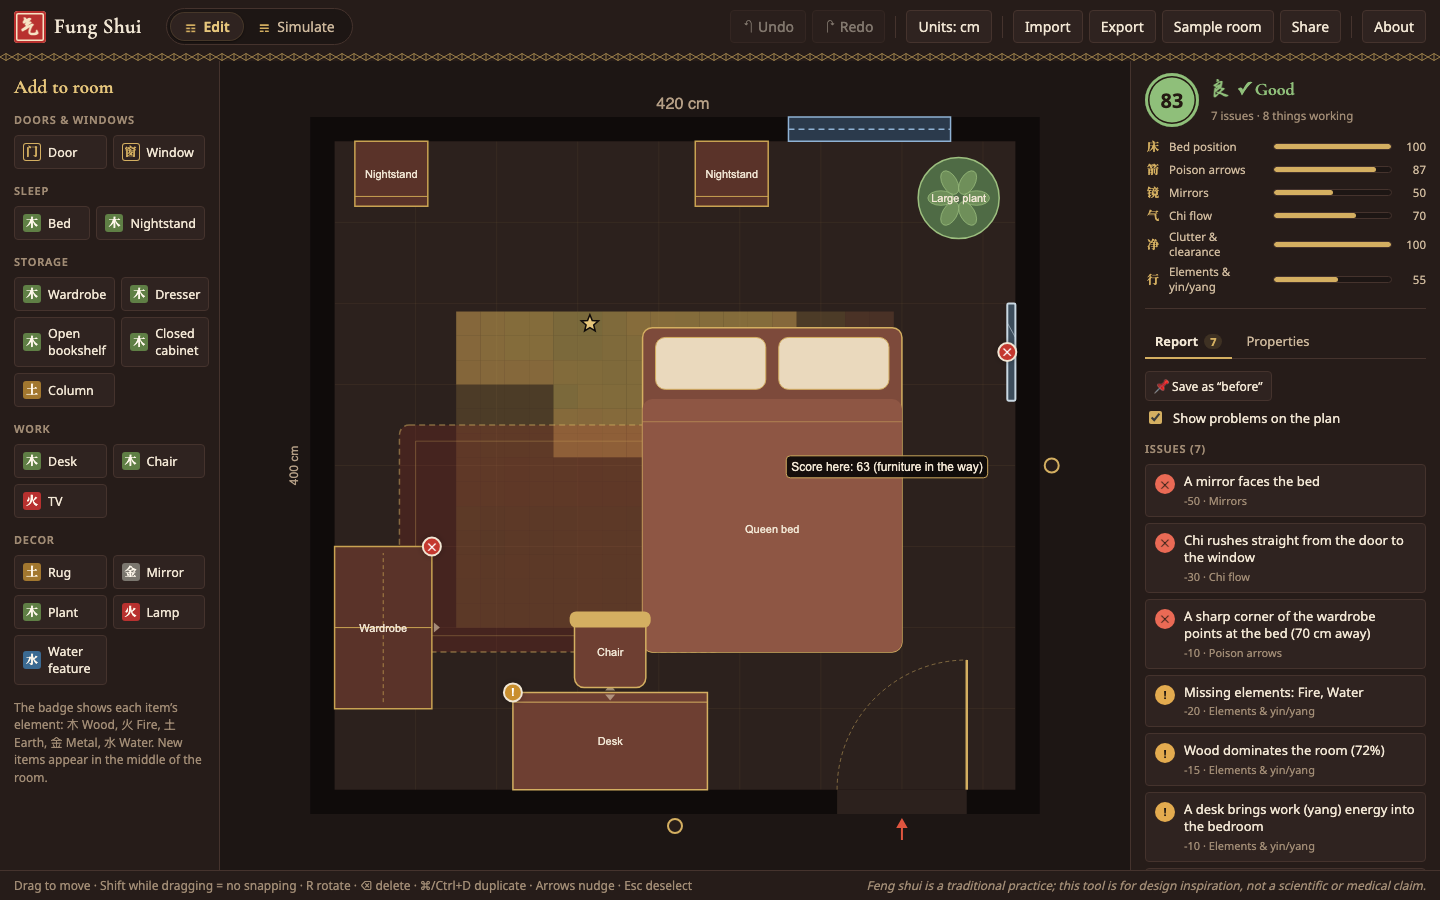 气 Fung Shui
Edit
Simulate
Undo
Redo
Units: cm
Import
Export
Sample room
Share
About
Add to room
DOORS & WINDOWS
门 Door
窗 Window
SLEEP
木 Bed
木 Nightstand
STORAGE
木 Wardrobe
木 Dresser
木 Open bookshelf
木 Closed cabinet
土 Column
WORK
木 Desk
木 Chair
火 TV
DECOR
土 Rug
金 Mirror
木 Plant
火 Lamp
水 Water feature
The badge shows each item's
element: 木 Wood, 火 Fire, 土
Earth, 金 Metal, 水 Water. New
items appear in the middle of the
room.
420 cm
400 cm
Nightstand
Nightstand
Large plant
Score here: 63 (furniture in the way)
Queen bed
Wardrobe
Chair
Desk
83
良 ✓ Good
7 issues · 8 things working
床 Bed position 100
箭 Poison arrows 87
镜 Mirrors 50
气 Chi flow 70
净 Clutter & clearance 100
行 Elements & yin/yang 55
Report 7
Properties
Save as “before”
Show problems on the plan
ISSUES (7)
A mirror faces the bed
-50 · Mirrors
Chi rushes straight from the door to
the window
-30 · Chi flow
A sharp corner of the wardrobe
points at the bed (70 cm away)
-10 · Poison arrows
Missing elements: Fire, Water
-20 · Elements & yin/yang
Wood dominates the room (72%)
-15 · Elements & yin/yang
A desk brings work (yang) energy into
the bedroom
-10 · Elements & yin/yang
Drag to move · Shift while dragging = no snapping · R rotate · ⌫ delete · ⌘/Ctrl+D duplicate · Arrows nudge · Esc deselect
Feng shui is a traditional practice; this tool is for design inspiration, not a scientific or medical claim.